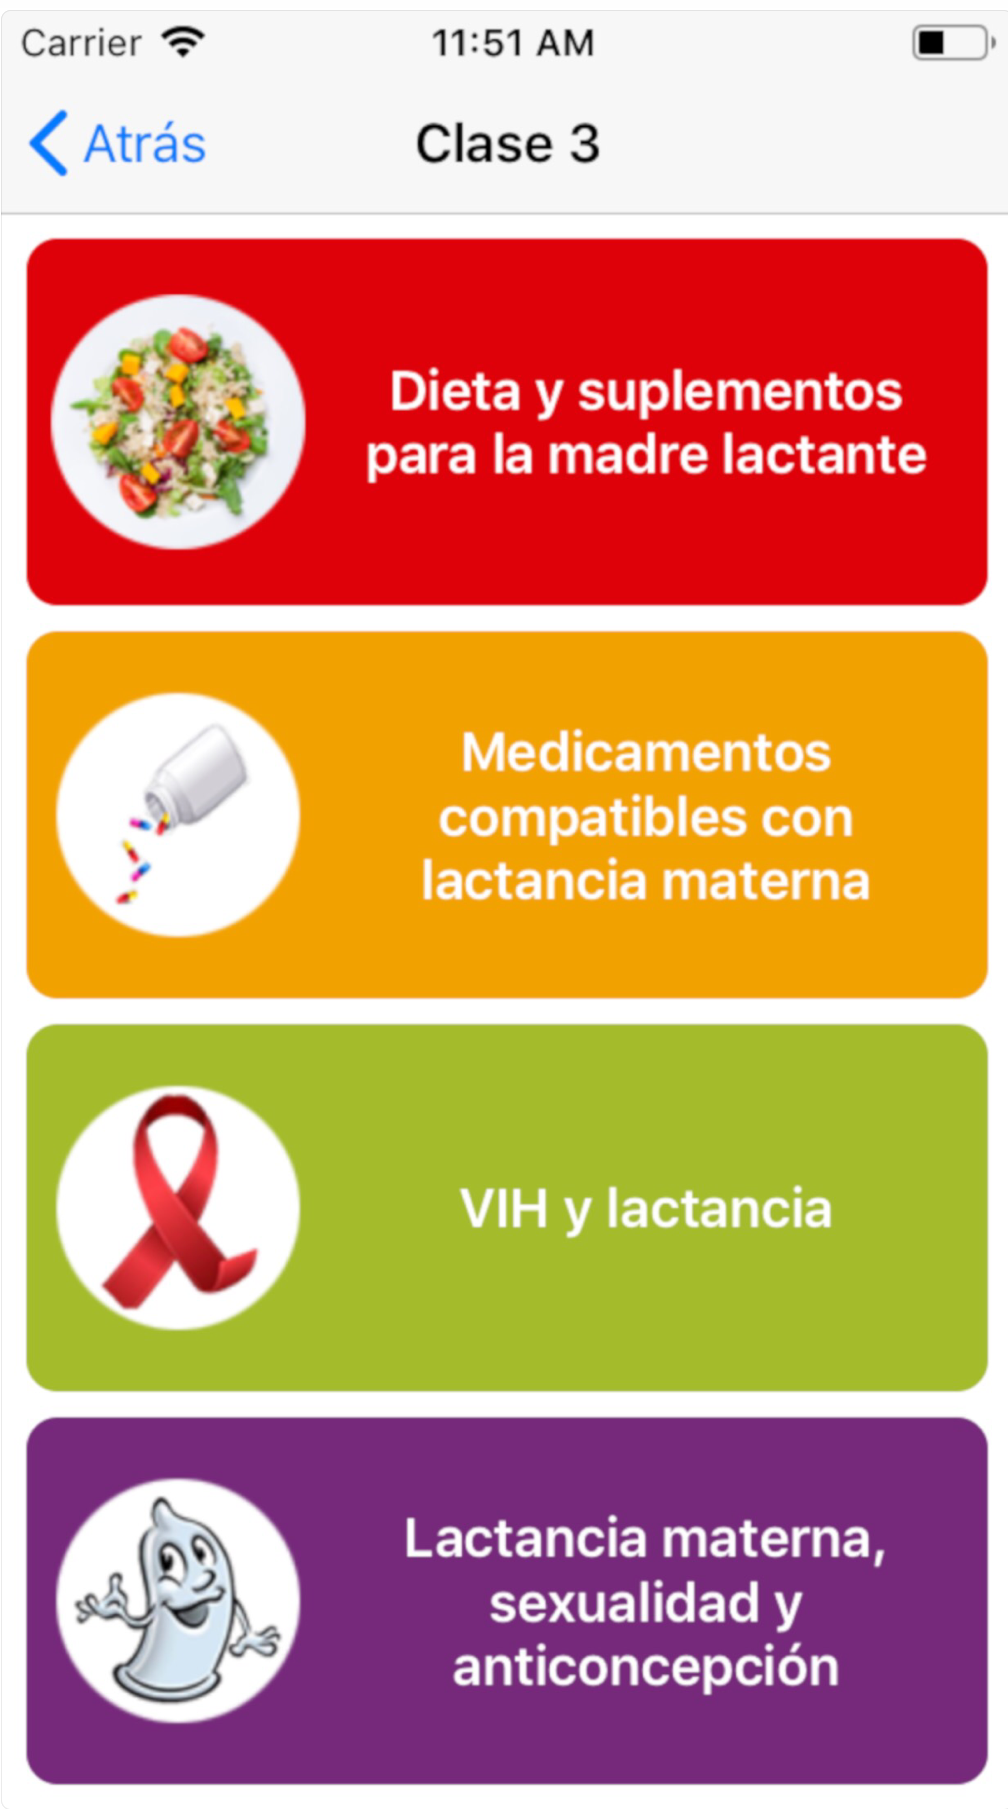 Carrier 11:51 AM
Atrás Clase 3
Dieta y suplementos
para la madre lactante
Medicamentos
compatibles con
lactancia materna
VIH y lactancia
Lactancia materna,
sexualidad y
anticoncepción